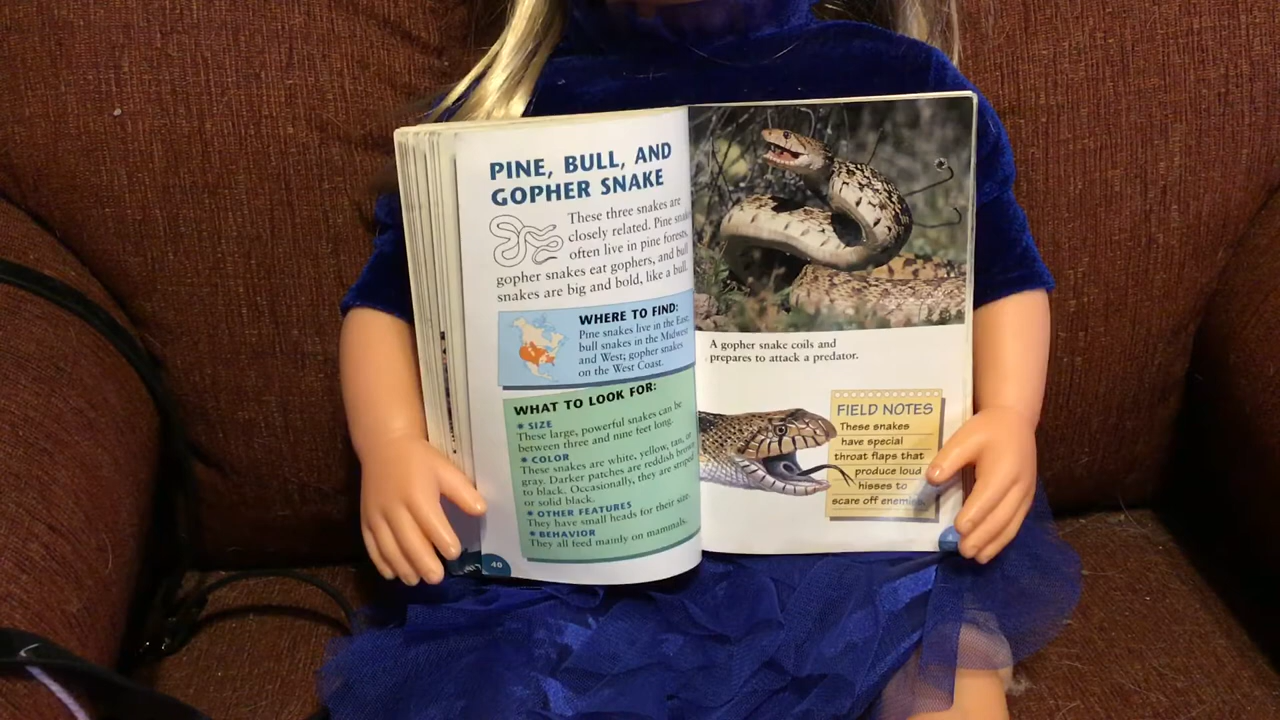 PINE, BULL, AND
GOPHER SNAKE
These three snakes are
closely related. Pine
often live in pine forests,
gopher snakes eat gophers, and bull
snakes are big and bold, like a bull.
WHERE TO FIND:
Pine snakes live in the East,
bull snakes in the Midwest
and West; gopher snakes
on the West Coast.
WHAT TO LOOK FOR:
* SIZE
These large, powerful snakes can be
between three and nine feet long.
* COLOR
These snakes are white, yellow, tan, or
gray. Darker patches are reddish brown
to black. Occasionally, they are striped
or solid black.
* OTHER FEATURES
They have small heads for their size.
* BEHAVIOR
They all feed mainly on mammals.
40
A gopher snake coils and
prepares to attack a predator.
FIELD NOTES
These snakes
have special
throat flaps that
produce loud
hisses to
scare off enemies.